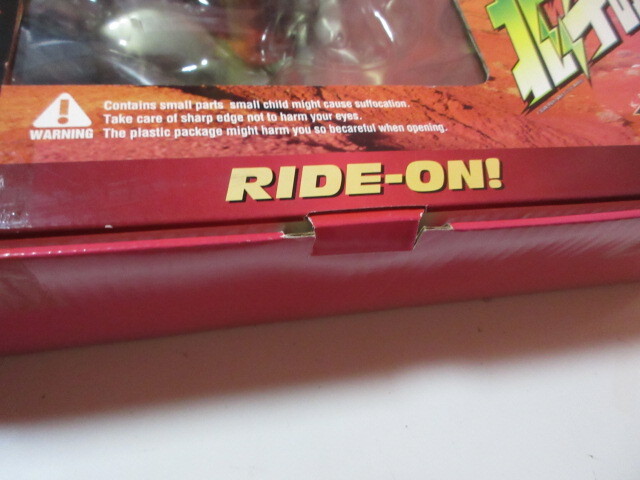 WARNING
Contains small parts small child might cause suffocation.
Take care of sharp edge not to harm your eyes.
The plastic package might harm you so becareful when opening.
RIDE-ON!